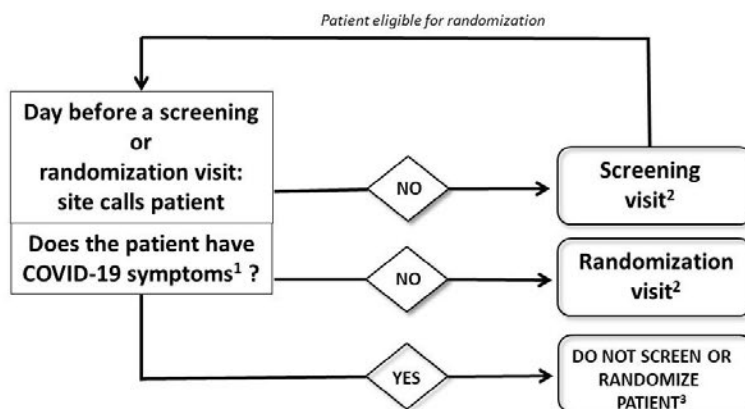 Patient eligible for randomization
Day before a screening
or
randomization visit:
site calls patient
Does the patient have
COVID-19 symptoms¹ ?
NO
Screening
visit²
NO
Randomization
visit²
YES
DO NOT SCREEN OR
RANDOMIZE
PATIENT³